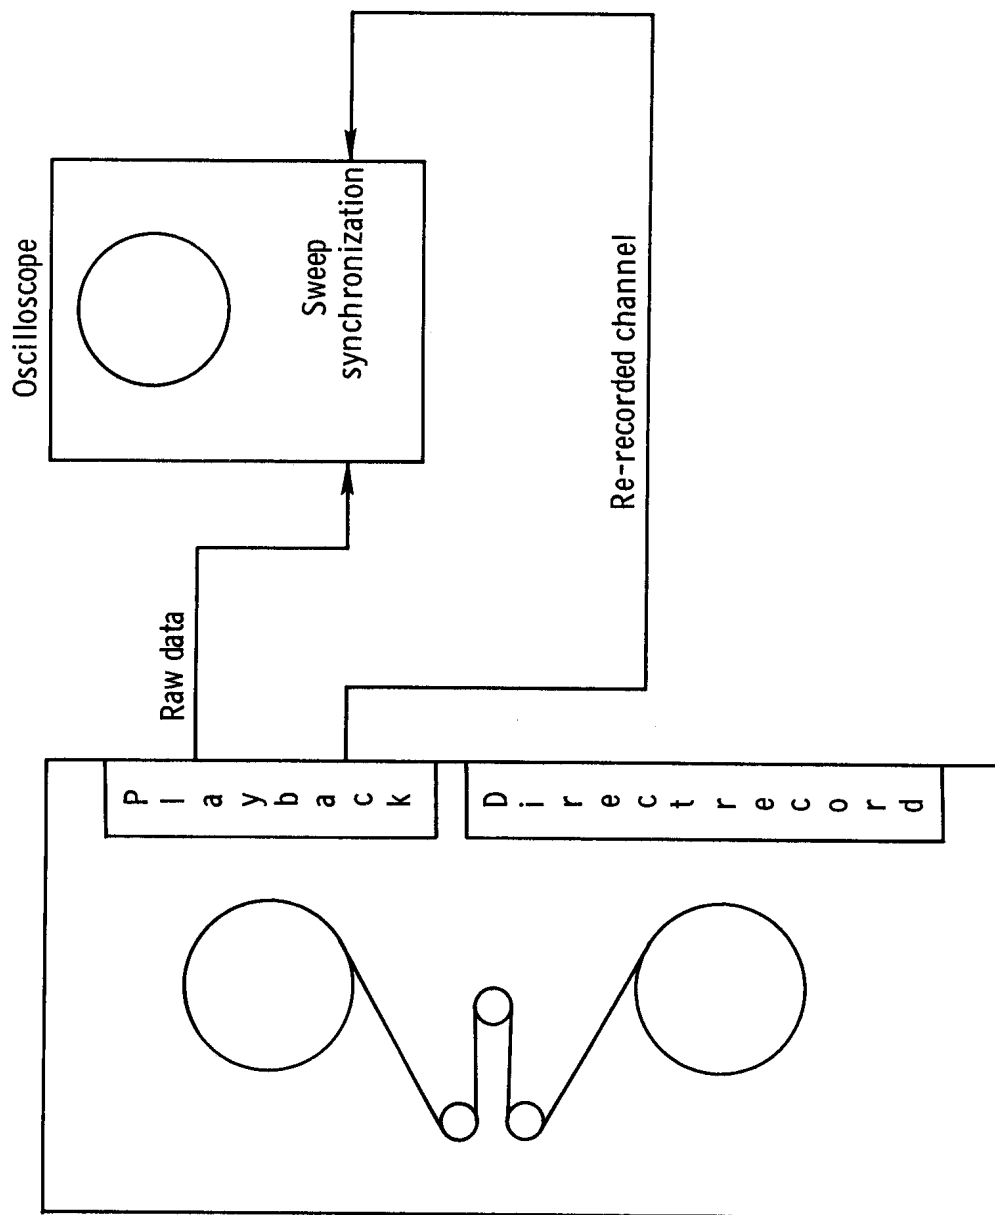 Oscilloscope
Sweep
synchronization
Raw data
Re-recorded channel
Playback
Direct record